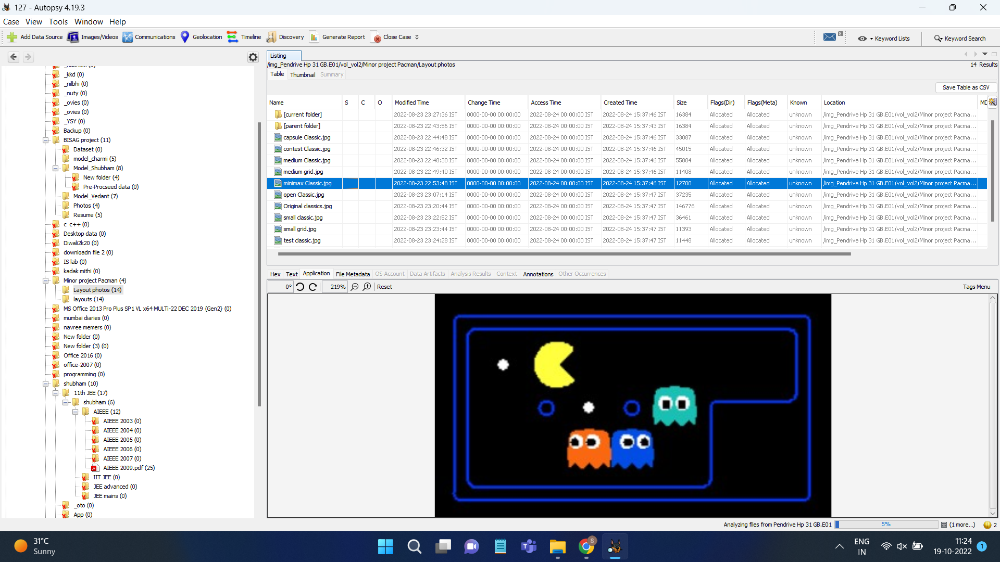 127 - Autopsy 4.19.3
Case View Tools Window Help
Add Data Source Images/Videos Communications Geolocation Timeline Discovery Generate Report Close Case 8 Keyword Lists Keyword Search
_kkd (0)
_nilbhi (0)
_nuty (0)
_ovies (0)
_ovies (0)
_YSY (0)
Backup (0)
BISAG project (11)
Dataset (0)
model_charmi (5)
Model_Shubham (8)
New folder (4)
Pre-Procseed data (0)
Model_Vedant (7)
Photos (4)
Resume (5)
c c++ (0)
Desktop data (0)
Diwali2k20 (0)
downloadn file 2 (0)
IS lab (0)
kadak mithi (0)
Minor project Pacman (4)
Layout photos (14)
layouts (14)
MS Office 2013 Pro Plus SP1 VL x64 MULTi-22 DEC 2019 {Gen2} (0)
mumbai diaries (0)
navree memers (0)
New folder (0)
New folder (3) (0)
Office 2016 (0)
office-2007 (0)
programming (0)
shubham (10)
11th JEE (17)
shubham (6)
AIEEE (12)
AIEEE 2003 (0)
AIEEE 2004 (0)
AIEEE 2005 (0)
AIEEE 2006 (0)
AIEEE 2007 (0)
AIEEE 2009.pdf (25)
IIT JEE (0)
JEE advanced (0)
JEE mains (0)
_oto (0)
App (0)
Listing
/img_Pendrive Hp 31 GB.E01/vol_vol2/Minor project Pacman/Layout photos 14 Results
Table Thumbnail Summary
Save Table as CSV
Name S C O Modified Time Change Time Access Time Created Time Size Flags(Dir) Flags(Meta) Known Location MD
[current folder] 2022-08-23 23:27:36 IST 0000-00-00 00:00:00 2022-08-24 00:00:00 IST 2022-08-24 15:37:46 IST 16384 Allocated Allocated unknown /img_Pendrive Hp 31 GB.E01/vol_vol2/Minor project Pacma...
[parent folder] 2022-08-23 22:43:56 IST 0000-00-00 00:00:00 2022-08-24 00:00:00 IST 2022-08-24 15:37:43 IST 16384 Allocated Allocated unknown /img_Pendrive Hp 31 GB.E01/vol_vol2/Minor project Pacma...
capsule Classic.jpg 2022-08-23 22:44:48 IST 0000-00-00 00:00:00 2022-08-24 00:00:00 IST 2022-08-24 15:37:46 IST 33087 Allocated Allocated unknown /img_Pendrive Hp 31 GB.E01/vol_vol2/Minor project Pacma...
contest Classic.jpg 2022-08-23 22:46:32 IST 0000-00-00 00:00:00 2022-08-24 00:00:00 IST 2022-08-24 15:37:46 IST 45015 Allocated Allocated unknown /img_Pendrive Hp 31 GB.E01/vol_vol2/Minor project Pacma...
medium Classic.jpg 2022-08-23 22:48:30 IST 0000-00-00 00:00:00 2022-08-24 00:00:00 IST 2022-08-24 15:37:46 IST 55884 Allocated Allocated unknown /img_Pendrive Hp 31 GB.E01/vol_vol2/Minor project Pacma...
medium grid.jpg 2022-08-23 22:49:40 IST 0000-00-00 00:00:00 2022-08-24 00:00:00 IST 2022-08-24 15:37:46 IST 11408 Allocated Allocated unknown /img_Pendrive Hp 31 GB.E01/vol_vol2/Minor project Pacma...
minimax Classic.jpg 2022-08-23 22:53:48 IST 0000-00-00 00:00:00 2022-08-24 00:00:00 IST 2022-08-24 15:37:46 IST 12700 Allocated Allocated unknown /img_Pendrive Hp 31 GB.E01/vol_vol2/Minor project Pacma...
open Classic.jpg 2022-08-23 23:07:14 IST 0000-00-00 00:00:00 2022-08-24 00:00:00 IST 2022-08-24 15:37:47 IST 37235 Allocated Allocated unknown /img_Pendrive Hp 31 GB.E01/vol_vol2/Minor project Pacma...
Original classics.jpg 2022-08-23 23:20:44 IST 0000-00-00 00:00:00 2022-08-24 00:00:00 IST 2022-08-24 15:37:47 IST 146776 Allocated Allocated unknown /img_Pendrive Hp 31 GB.E01/vol_vol2/Minor project Pacma...
small classic.jpg 2022-08-23 23:22:52 IST 0000-00-00 00:00:00 2022-08-24 00:00:00 IST 2022-08-24 15:37:47 IST 36461 Allocated Allocated unknown /img_Pendrive Hp 31 GB.E01/vol_vol2/Minor project Pacma...
small grid.jpg 2022-08-23 23:23:44 IST 0000-00-00 00:00:00 2022-08-24 00:00:00 IST 2022-08-24 15:37:47 IST 11393 Allocated Allocated unknown /img_Pendrive Hp 31 GB.E01/vol_vol2/Minor project Pacma...
test classic.jpg 2022-08-23 23:24:28 IST 0000-00-00 00:00:00 2022-08-24 00:00:00 IST 2022-08-24 15:37:47 IST 11448 Allocated Allocated unknown /img_Pendrive Hp 31 GB.E01/vol_vol2/Minor project Pacma...
Hex Text Application File Metadata OS Account Data Artifacts Analysis Results Context Annotations Other Occurrences
0° 219% Reset Tags Menu
Analyzing files from Pendrive Hp 31 GB.E01 5% (1 more...) 2
31°C
Sunny
S
ENG
IN
11:24
19-10-2022
1